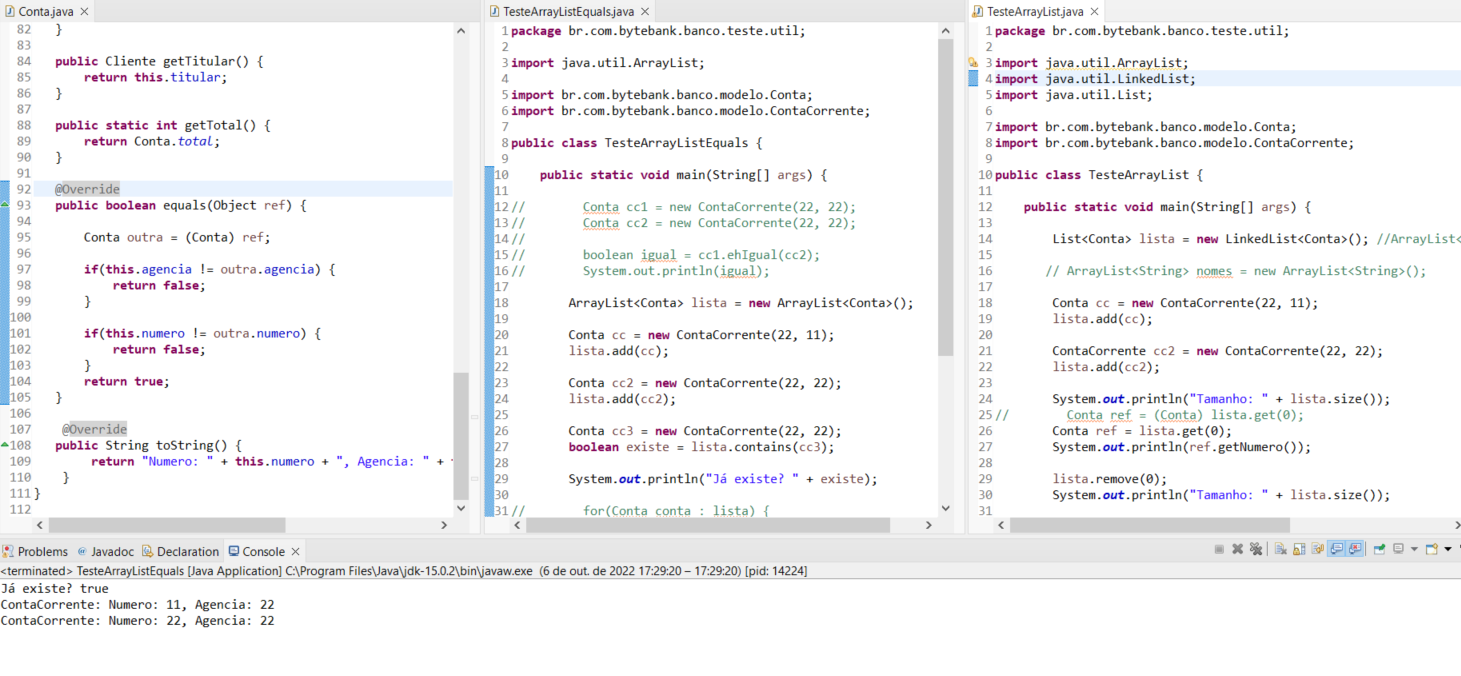 Conta.java
82 }
83
84 public Cliente getTitular() {
85 return this.titular;
86 }
87
88 public static int getTotal() {
89 return Conta.total;
90 }
91
92 @Override
93 public boolean equals(Object ref) {
94
95 Conta outra = (Conta) ref;
96
97 if(this.agencia != outra.agencia) {
98 return false;
99 }
100
101 if(this.numero != outra.numero) {
102 return false;
103 }
104 return true;
105 }
106
107 @Override
108 public String toString() {
109 return "Numero: " + this.numero + ", Agencia: " +
110 }
111 }
112
TesteArrayListEquals.java
1 package br.com.bytebank.banco.teste.util;
2
3 import java.util.ArrayList;
4
5 import br.com.bytebank.banco.modelo.Conta;
6 import br.com.bytebank.banco.modelo.ContaCorrente;
7
8 public class TesteArrayListEquals {
9
10 public static void main(String[] args) {
11
12 // Conta cc1 = new ContaCorrente(22, 22);
13 // Conta cc2 = new ContaCorrente(22, 22);
14 //
15 // boolean igual = cc1.ehIgual(cc2);
16 // System.out.println(igual);
17
18 ArrayList<Conta> lista = new ArrayList<Conta>();
19
20 Conta cc = new ContaCorrente(22, 11);
21 lista.add(cc);
22
23 Conta cc2 = new ContaCorrente(22, 22);
24 lista.add(cc2);
25
26 Conta cc3 = new ContaCorrente(22, 22);
27 boolean existe = lista.contains(cc3);
28
29 System.out.println("Já existe? " + existe);
30
31 // for(Conta conta : lista) {
TesteArrayList.java
1 package br.com.bytebank.banco.teste.util;
2
3 import java.util.ArrayList;
4 import java.util.LinkedList;
5 import java.util.List;
6
7 import br.com.bytebank.banco.modelo.Conta;
8 import br.com.bytebank.banco.modelo.ContaCorrente;
9
10 public class TesteArrayList {
11
12 public static void main(String[] args) {
13
14 List<Conta> lista = new LinkedList<Conta>(); //ArrayList<
15
16 // ArrayList<String> nomes = new ArrayList<String>();
17
18 Conta cc = new ContaCorrente(22, 11);
19 lista.add(cc);
20
21 ContaCorrente cc2 = new ContaCorrente(22, 22);
22 lista.add(cc2);
23
24 System.out.println("Tamanho: " + lista.size());
25 // Conta ref = (Conta) lista.get(0);
26 Conta ref = lista.get(0);
27 System.out.println(ref.getNumero());
28
29 lista.remove(0);
30 System.out.println("Tamanho: " + lista.size());
31
Problems Javadoc Declaration Console
<terminated> TesteArrayListEquals [Java Application] C:\Program Files\Java\jdk-15.0.2\bin\javaw.exe (6 de out. de 2022 17:29:20 – 17:29:20) [pid: 14224]
Já existe? true
ContaCorrente: Numero: 11, Agencia: 22
ContaCorrente: Numero: 22, Agencia: 22